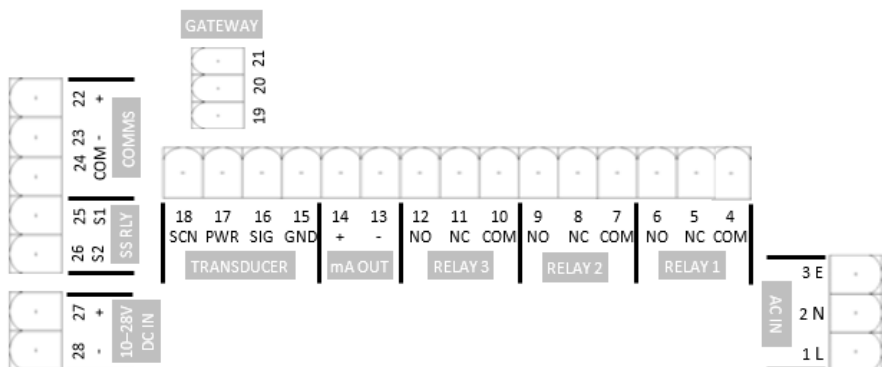 GATEWAY
21
20
19
22 +
23 -
24 COM
COMMS
25 S1
26 S2
SS RLY
27 +
28 -
10–28V
DC IN
18 17 16 15 14 13 12 11 10 9 8 7 6 5 4
SCN PWR SIG GND + - NO NC COM NO NC COM NO NC COM
TRANSDUCER mA OUT RELAY 3 RELAY 2 RELAY 1
3 E
2 N
1 L
AC IN